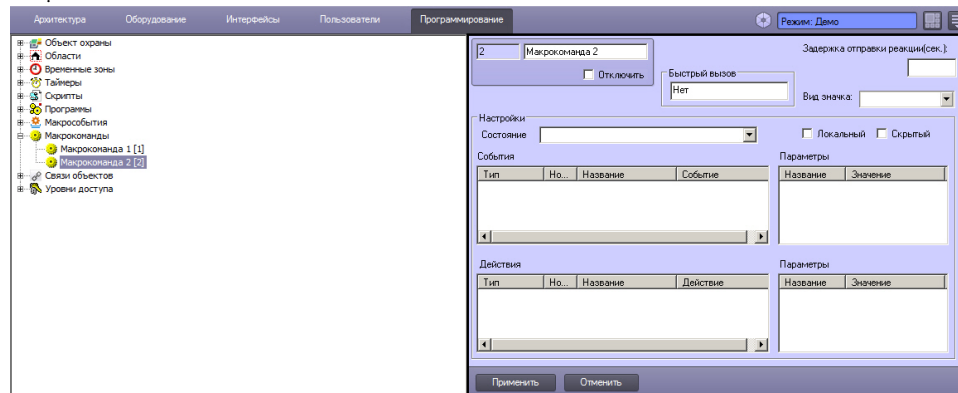 Архитектура Оборудование Интерфейсы Пользователи Программирование Режим: Демо
Объект охраны
Области
Временные зоны
Таймеры
Скрипты
Программы
Макрособытия
Макрокоманды
Макрокоманда 1 [1]
Макрокоманда 2 [2]
Связи объектов
Уровни доступа
2 Макрокоманда 2
Отключить
Быстрый вызов
Нет
Задержка отправки реакции(сек.):
Вид значка:
Настройки
Состояние
Локальный Скрытый
События Параметры
Тип Но... Название Событие Название Значение
Действия Параметры
Тип Но... Название Действие Название Значение
Применить Отменить